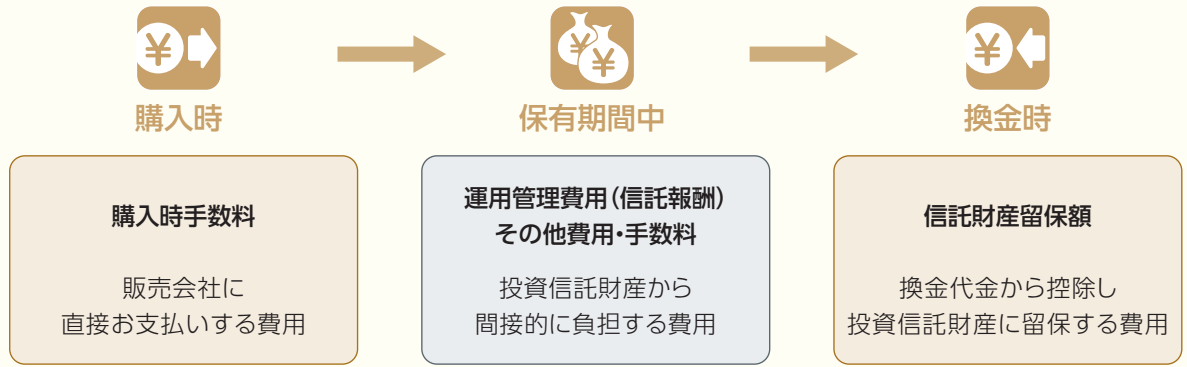 ¥
¥
¥
¥
購入時
保有期間中
換金時
購入時手数料
販売会社に
直接お支払いする費用
運用管理費用(信託報酬)
その他費用・手数料
投資信託財産から
間接的に負担する費用
信託財産留保額
換金代金から控除し
投資信託財産に留保する費用